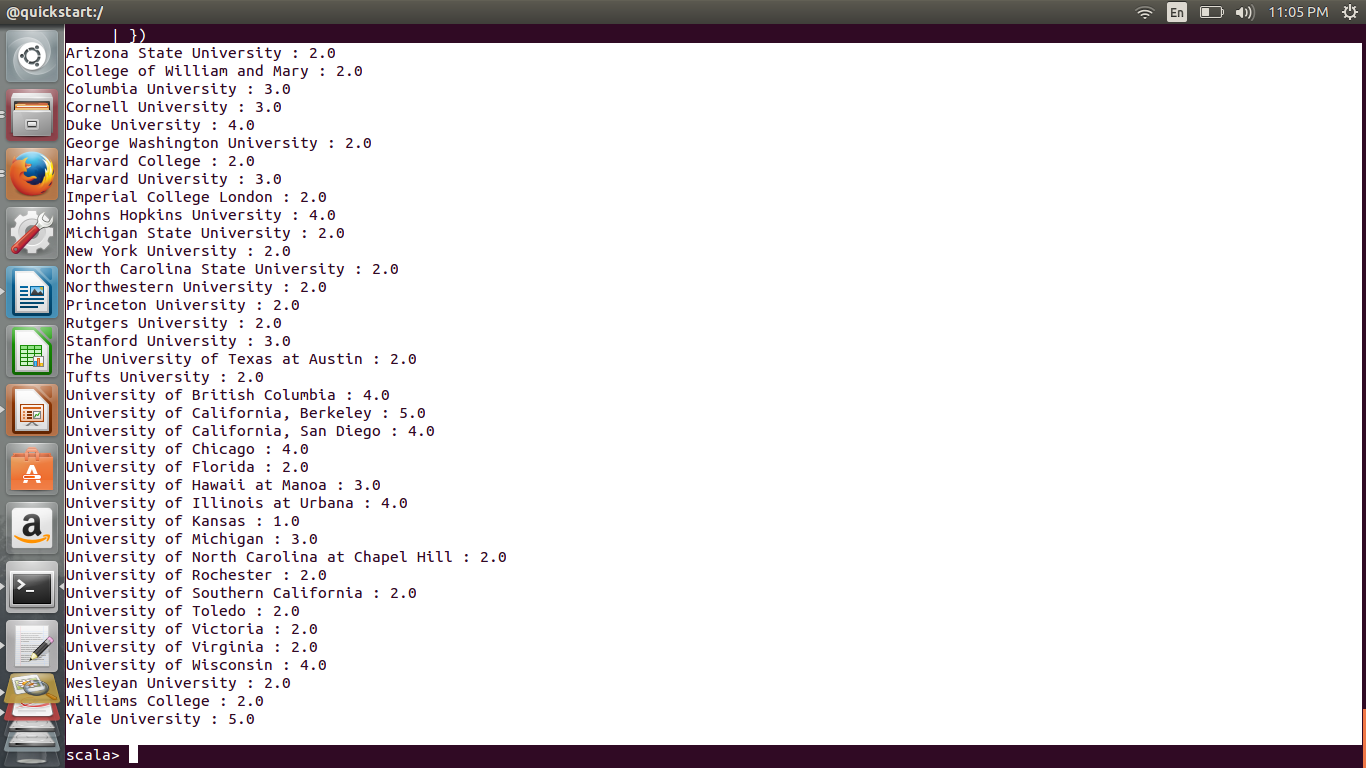 @quickstart:/
En
11:05 PM
| })
Arizona State University : 2.0
College of William and Mary : 2.0
Columbia University : 3.0
Cornell University : 3.0
Duke University : 4.0
George Washington University : 2.0
Harvard College : 2.0
Harvard University : 3.0
Imperial College London : 2.0
Johns Hopkins University : 4.0
Michigan State University : 2.0
New York University : 2.0
North Carolina State University : 2.0
Northwestern University : 2.0
Princeton University : 2.0
Rutgers University : 2.0
Stanford University : 3.0
The University of Texas at Austin : 2.0
Tufts University : 2.0
University of British Columbia : 4.0
University of California, Berkeley : 5.0
University of California, San Diego : 4.0
University of Chicago : 4.0
University of Florida : 2.0
University of Hawaii at Manoa : 3.0
University of Illinois at Urbana : 4.0
University of Kansas : 1.0
University of Michigan : 3.0
University of North Carolina at Chapel Hill : 2.0
University of Rochester : 2.0
University of Southern California : 2.0
University of Toledo : 2.0
University of Victoria : 2.0
University of Virginia : 2.0
University of Wisconsin : 4.0
Wesleyan University : 2.0
Williams College : 2.0
Yale University : 5.0
scala>